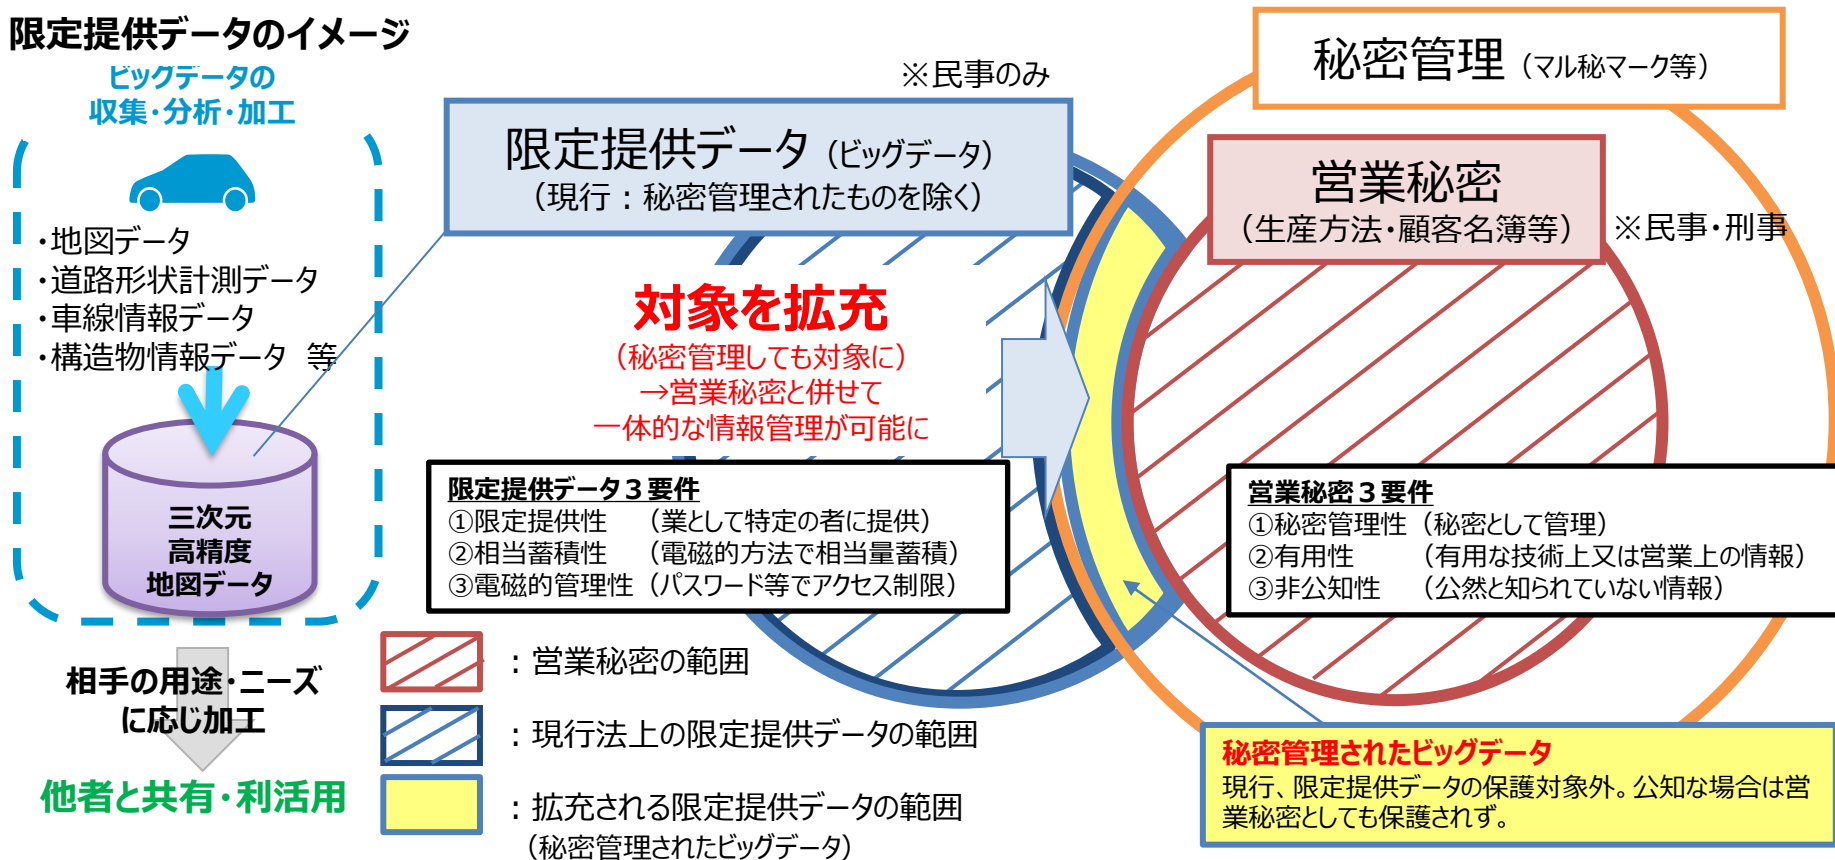 限定提供データのイメージ
ビッグデータの
収集・分析・加工
・地図データ
・道路形状計測データ
・車線情報データ
・構造物情報データ 等
三次元
高精度
地図データ
相手の用途・ニーズ
に応じ加工
他者と共有・利活用
※民事のみ
限定提供データ（ビッグデータ）
（現行：秘密管理されたものを除く）
対象を拡充
（秘密管理しても対象に）
→営業秘密と併せて
一体的な情報管理が可能に
限定提供データ３要件
①限定提供性 （業として特定の者に提供）
②相当蓄積性 （電磁的方法で相当量蓄積）
③電磁的管理性（パスワード等でアクセス制限）
秘密管理（マル秘マーク等）
営業秘密
（生産方法・顧客名簿等）
※民事・刑事
営業秘密３要件
①秘密管理性（秘密として管理）
②有用性 （有用な技術上又は営業上の情報）
③非公知性 （公然と知られていない情報）
：営業秘密の範囲
：現行法上の限定提供データの範囲
：拡充される限定提供データの範囲
（秘密管理されたビッグデータ）
秘密管理されたビッグデータ
現行、限定提供データの保護対象外。公知な場合は営
業秘密としても保護されず。